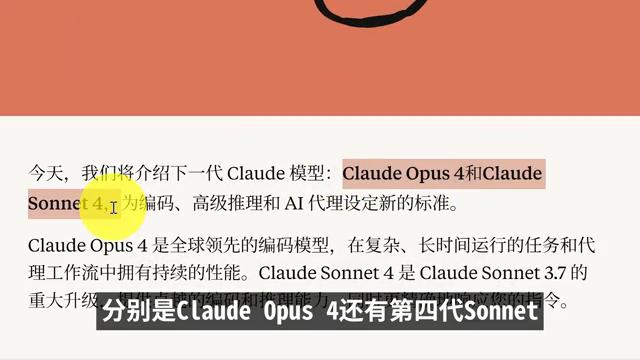 今天，我们将介绍下一代 Claude 模型：Claude Opus 4和Claude
Sonnet 4，为编码、高级推理和 AI 代理设定新的标准。
Claude Opus 4 是全球领先的编码模型，在复杂、长时间运行的任务和代
理工作流中拥有持续的性能。Claude Sonnet 4 是 Claude Sonnet 3.7 的
重大升级，
的指令。
分别是Claude Opus 4还有第四代Sonnet